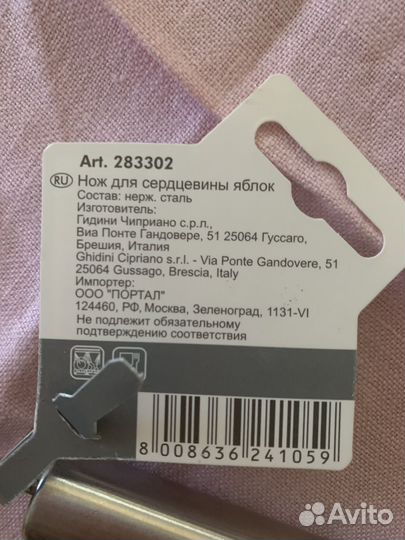 Art. 283302
RU Нож для сердцевины яблок
Состав: нерж. сталь
Изготовитель:
Гидини Чиприано с.р.л.,
Виа Понте Гандовере, 51 25064 Гуссаго,
Брешия, Италия
Ghidini Cipriano s.r.l. - Via Ponte Gandovere, 51
25064 Gussago, Brescia, Italy
Импортер:
ООО "ПОРТАЛ"
124460, РФ, Москва, Зеленоград, 1131-VI
Не подлежит обязательному
подтверждению соответствия
8 008636 241059
Avito